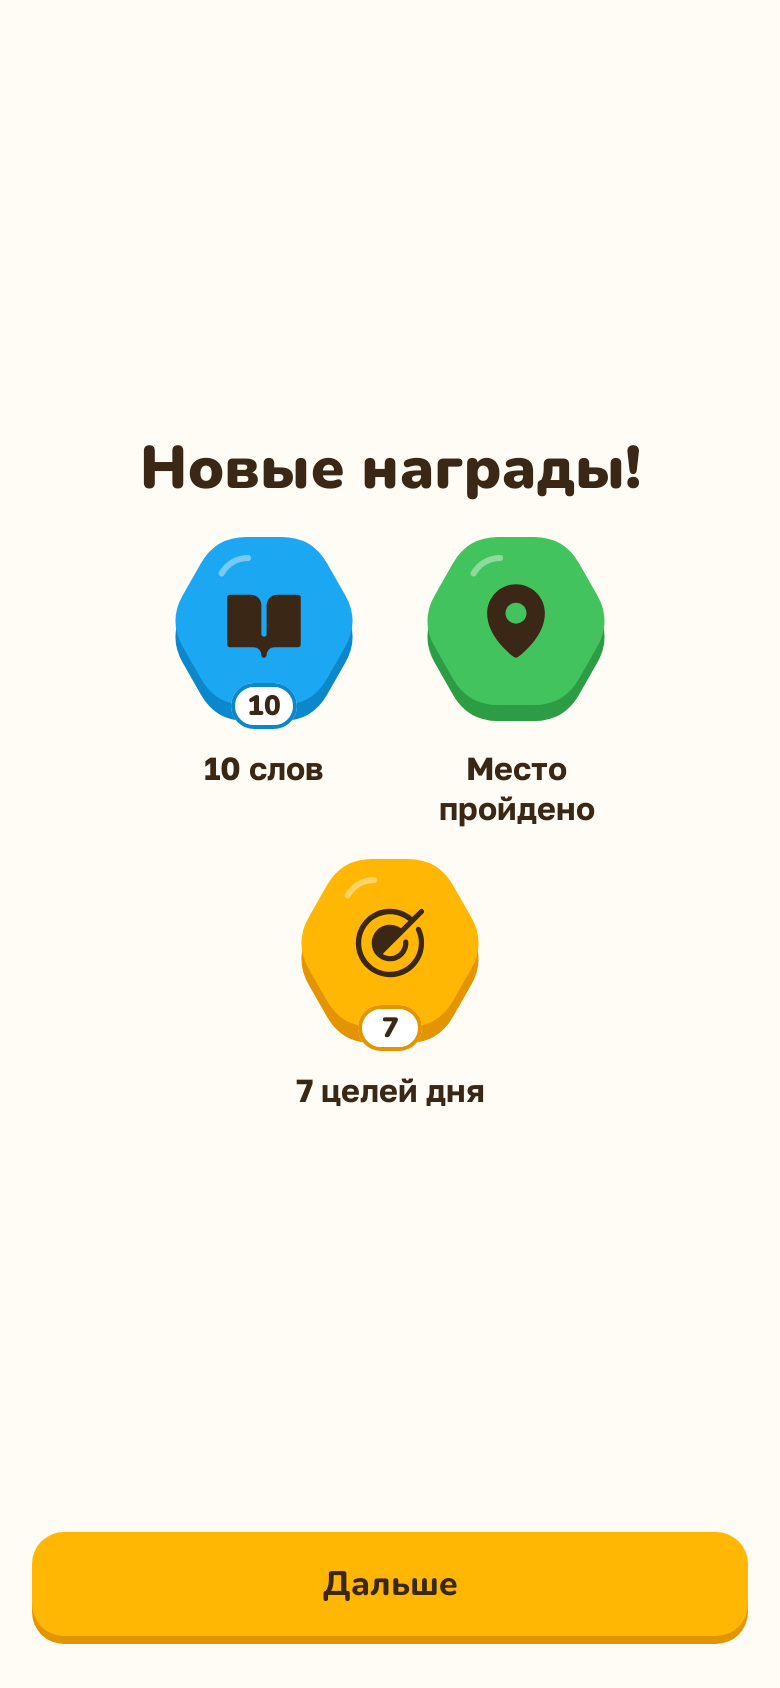 Новые награды!
10
10 слов
Место
пройдено
7
7 целей дня
Дальше